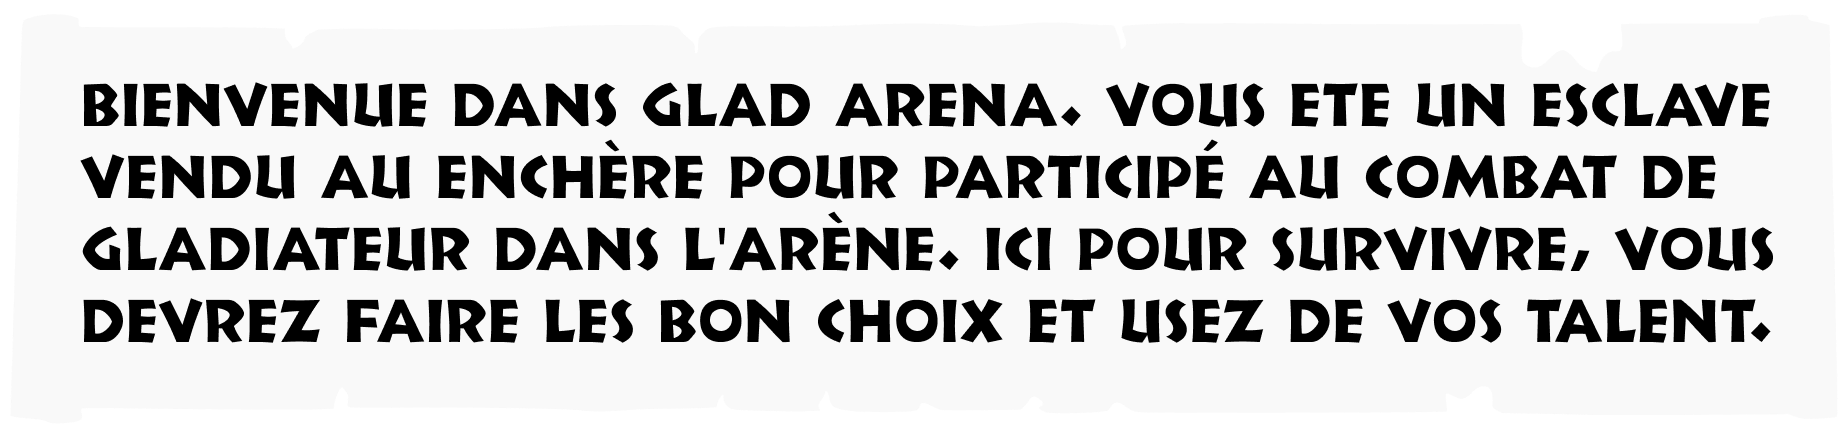 BIENVENUE DANS GLAD ARENA. VOUS ETE UN ESCLAVE
VENDU AU ENCHÈRE POUR PARTICIPÉ AU COMBAT DE
GLADIATEUR DANS L'ARÈNE. ICI POUR SURVIVRE, VOUS
DEVREZ FAIRE LES BON CHOIX ET USEZ DE VOS TALENT.